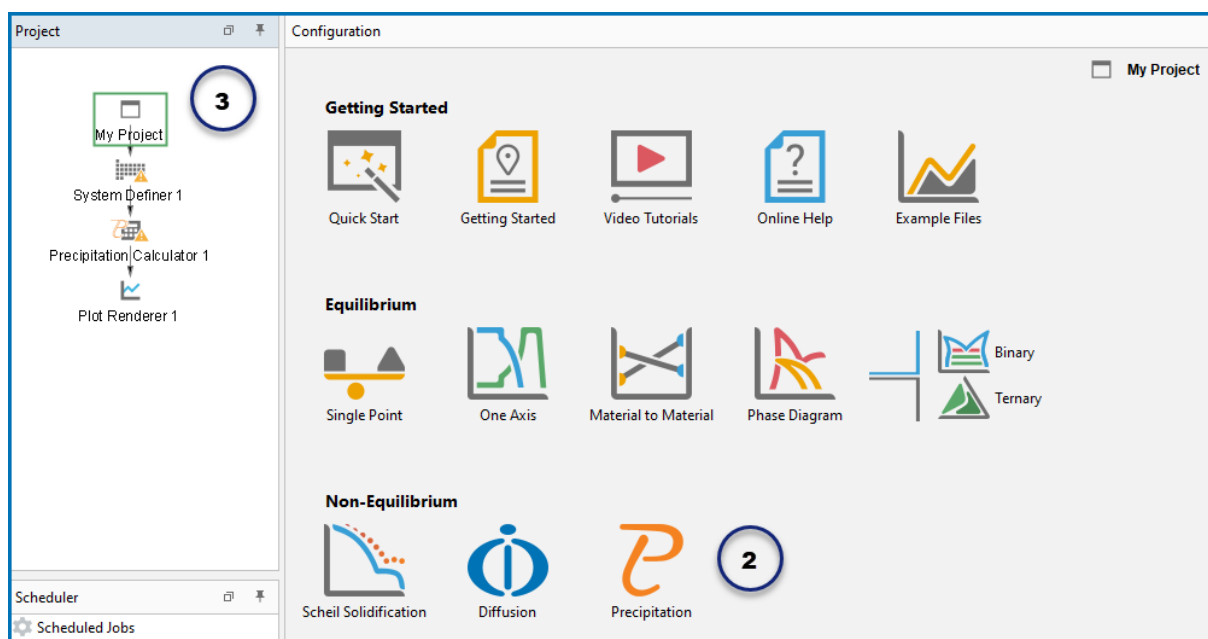 Project
Configuration
My Project
3
My Project
System Definer 1
Precipitation Calculator 1
Plot Renderer 1
Getting Started
Quick Start
Getting Started
Video Tutorials
Online Help
Example Files
Equilibrium
Single Point
One Axis
Material to Material
Phase Diagram
Binary
Ternary
Non-Equilibrium
Scheil Solidification
Diffusion
Precipitation
2
Scheduler
Scheduled Jobs